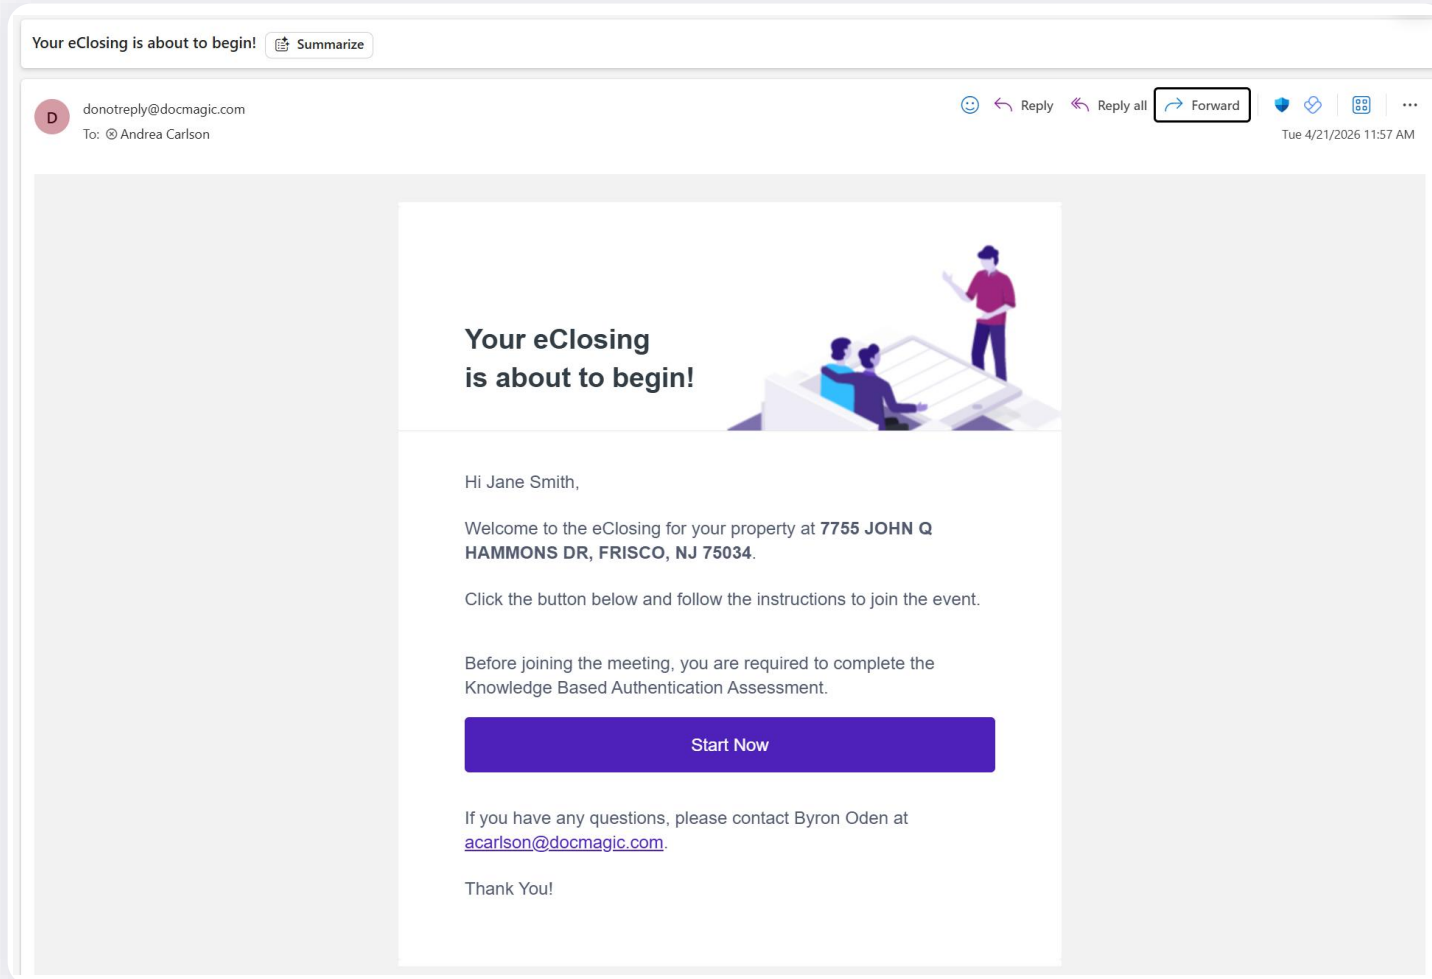 Your eClosing is about to begin!
Summarize
D
donotreply@docmagic.com
To: Andrea Carlson
Reply
Reply all
Forward
Tue 4/21/2026 11:57 AM
Your eClosing
is about to begin!
Hi Jane Smith,
Welcome to the eClosing for your property at 7755 JOHN Q
HAMMONS DR, FRISCO, NJ 75034.
Click the button below and follow the instructions to join the event.
Before joining the meeting, you are required to complete the
Knowledge Based Authentication Assessment.
Start Now
If you have any questions, please contact Byron Oden at
acarlson@docmagic.com.
Thank You!